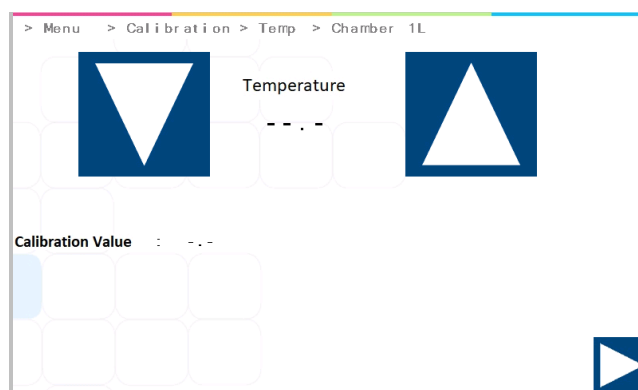 > Menu > Calibration > Temp > Chamber 1L
Temperature
--.-
Calibration Value : -.-